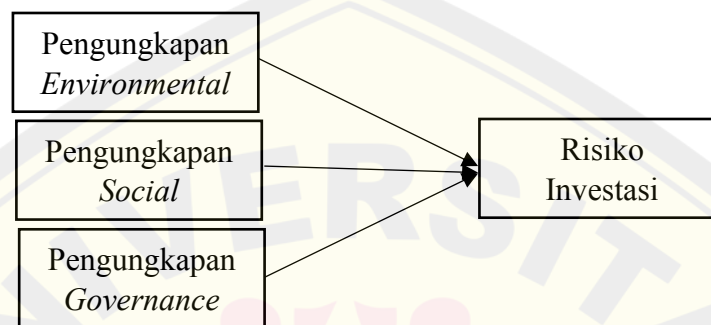 Pengungkapan
Environmental
Pengungkapan
Social
Pengungkapan
Governance
Risiko
Investasi